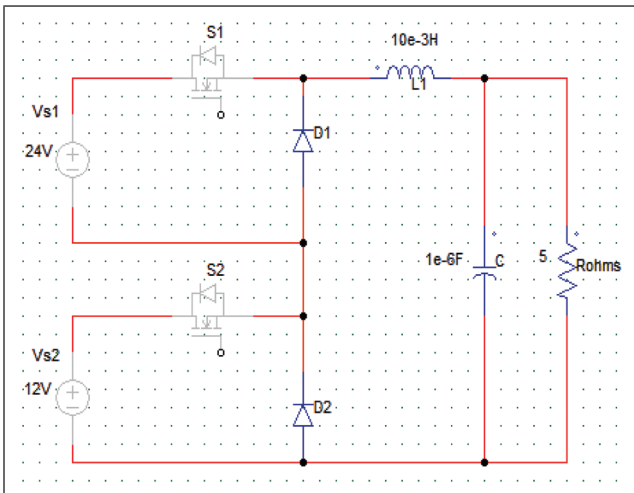 S1
10e-3H
L1
Vs1
24V
D1
S2
1e-6F
C
5
Rohms
Vs2
12V
D2